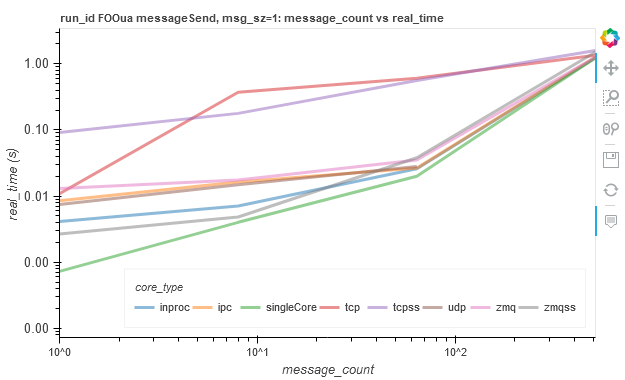 run_id FOOua messageSend, msg_sz=1: message_count vs real_time
real_time (s)
1.00
0.10
0.01
0.00
0.00
core_type
inproc ipc singleCore tcp tcpss udp zmq zmqss
10^0 10^1 10^2
message_count